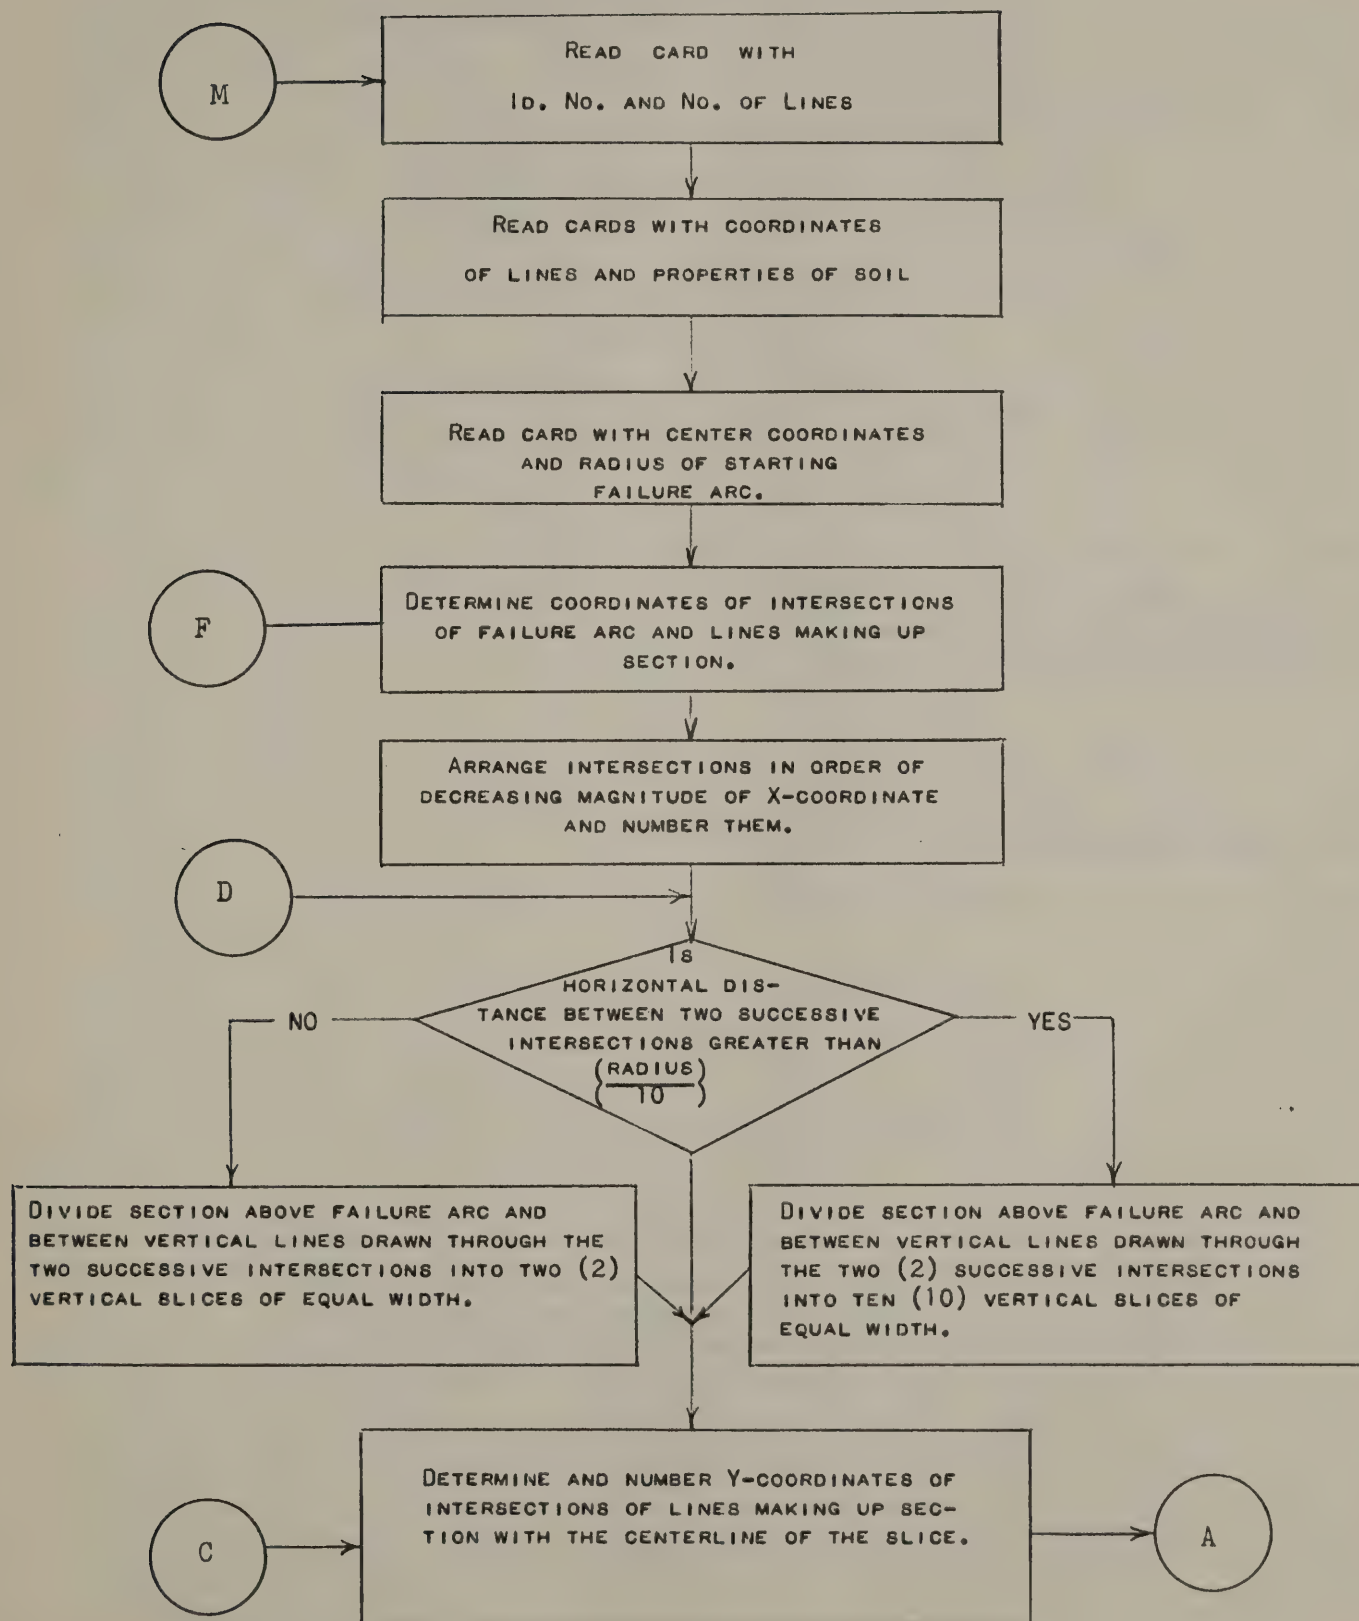 M
READ CARD WITH
ID. NO. AND NO. OF LINES
READ CARDS WITH COORDINATES
OF LINES AND PROPERTIES OF SOIL
READ CARD WITH CENTER COORDINATES
AND RADIUS OF STARTING
FAILURE ARC.
F
DETERMINE COORDINATES OF INTERSECTIONS
OF FAILURE ARC AND LINES MAKING UP
SECTION.
ARRANGE INTERSECTIONS IN ORDER OF
DECREASING MAGNITUDE OF X-COORDINATE
AND NUMBER THEM.
D
IS
HORIZONTAL DIS-
TANCE BETWEEN TWO SUCCESSIVE
INTERSECTIONS GREATER THAN
(RADIUS)
( 10 )
NO
YES
DIVIDE SECTION ABOVE FAILURE ARC AND
BETWEEN VERTICAL LINES DRAWN THROUGH THE
TWO SUCCESSIVE INTERSECTIONS INTO TWO (2)
VERTICAL SLICES OF EQUAL WIDTH.
DIVIDE SECTION ABOVE FAILURE ARC AND
BETWEEN VERTICAL LINES DRAWN THROUGH
THE TWO (2) SUCCESSIVE INTERSECTIONS
INTO TEN (10) VERTICAL SLICES OF
EQUAL WIDTH.
C
DETERMINE AND NUMBER Y-COORDINATES OF
INTERSECTIONS OF LINES MAKING UP SEC-
TION WITH THE CENTERLINE OF THE SLICE.
A